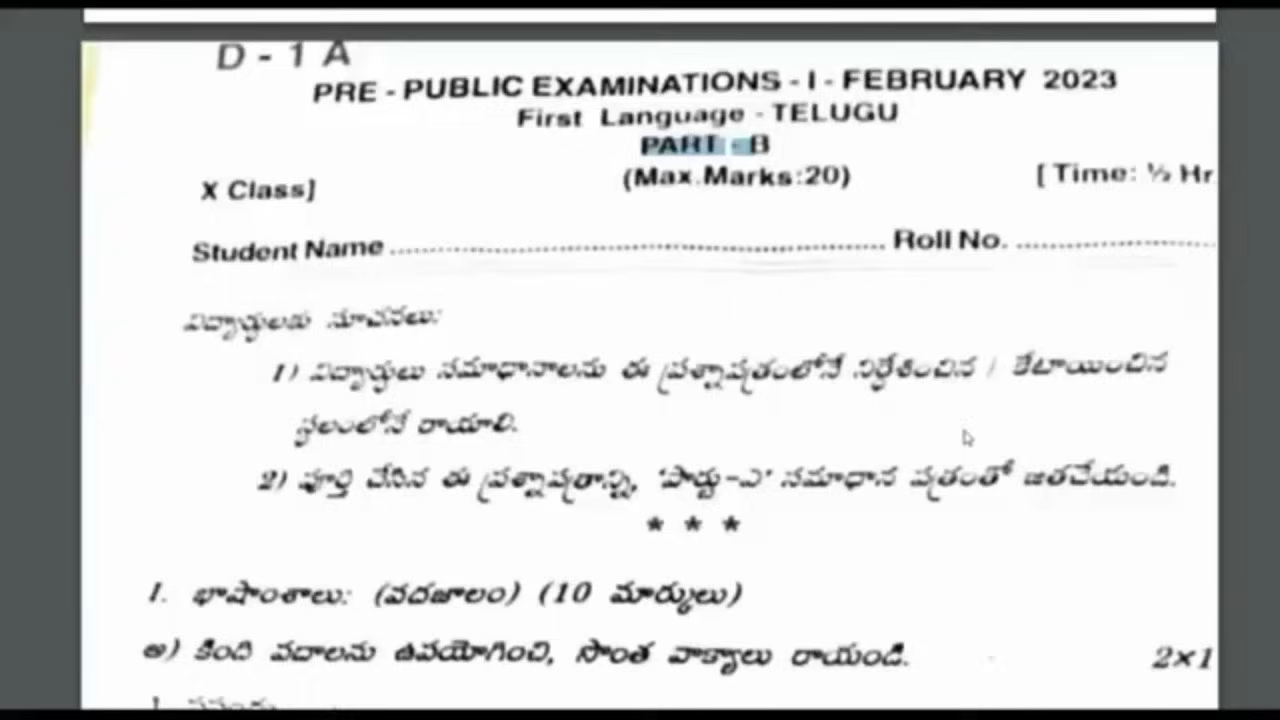 D - 1 A
PRE - PUBLIC EXAMINATIONS - I - FEBRUARY 2023
First Language - TELUGU
PART - B
X Class] (Max.Marks:20) [ Time: ½ Hr
Student Name ........................................ Roll No. ....................
విద్యార్థులకు సూచనలు:
1) విద్యార్థులు సమాధానాలను ఈ ప్రశ్నాపత్రంలోనే నిర్దేశించిన / కేటాయించిన
స్థలంలోనే రాయాలి.
2) పూర్తి చేసిన ఈ ప్రశ్నాపత్రాన్ని, 'పార్టు-ఎ' సమాధాన పత్రంతో జతచేయండి.
* * *
I. భాషాంశాలు: (పదజాలం) (10 మార్కులు)
అ) కింది పదాలను ఉపయోగించి, సొంత వాక్యాలు రాయండి. 2×1
1.